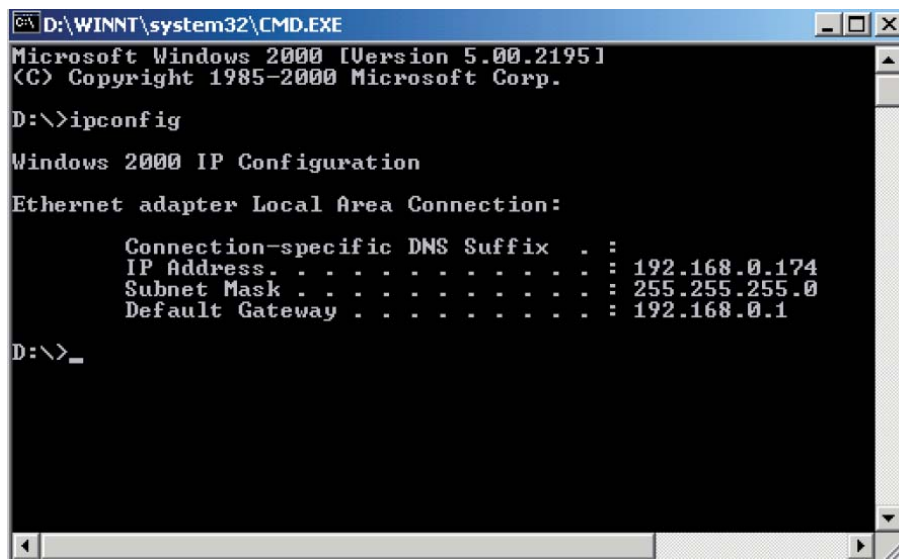 D:\WINNT\system32\CMD.EXE
Microsoft Windows 2000 [Version 5.00.2195]
(C) Copyright 1985-2000 Microsoft Corp.
D:\>ipconfig
Windows 2000 IP Configuration
Ethernet adapter Local Area Connection:
Connection-specific DNS Suffix  . :
IP Address. . . . . . . . . . . . : 192.168.0.174
Subnet Mask . . . . . . . . . . . : 255.255.255.0
Default Gateway . . . . . . . . . : 192.168.0.1
D:\>_